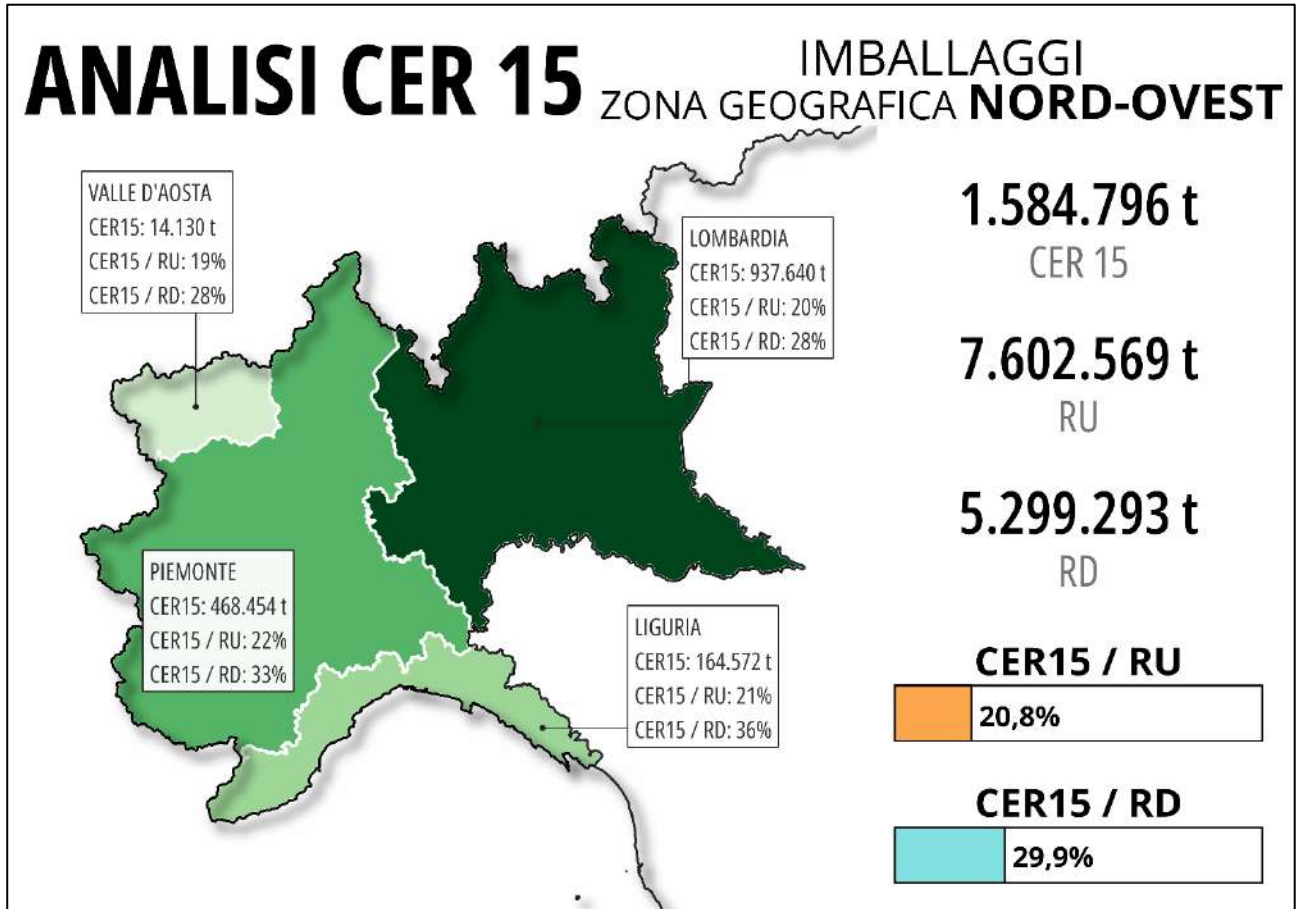 ANALISI CER 15
IMBALLAGGI
ZONA GEOGRAFICA NORD-OVEST
VALLE D'AOSTA
CER15: 14.130 t
CER15 / RU: 19%
CER15 / RD: 28%
LOMBARDIA
CER15: 937.640 t
CER15 / RU: 20%
CER15 / RD: 28%
PIEMONTE
CER15: 468.454 t
CER15 / RU: 22%
CER15 / RD: 33%
LIGURIA
CER15: 164.572 t
CER15 / RU: 21%
CER15 / RD: 36%
1.584.796 t
CER 15
7.602.569 t
RU
5.299.293 t
RD
CER15 / RU
20,8%
CER15 / RD
29,9%